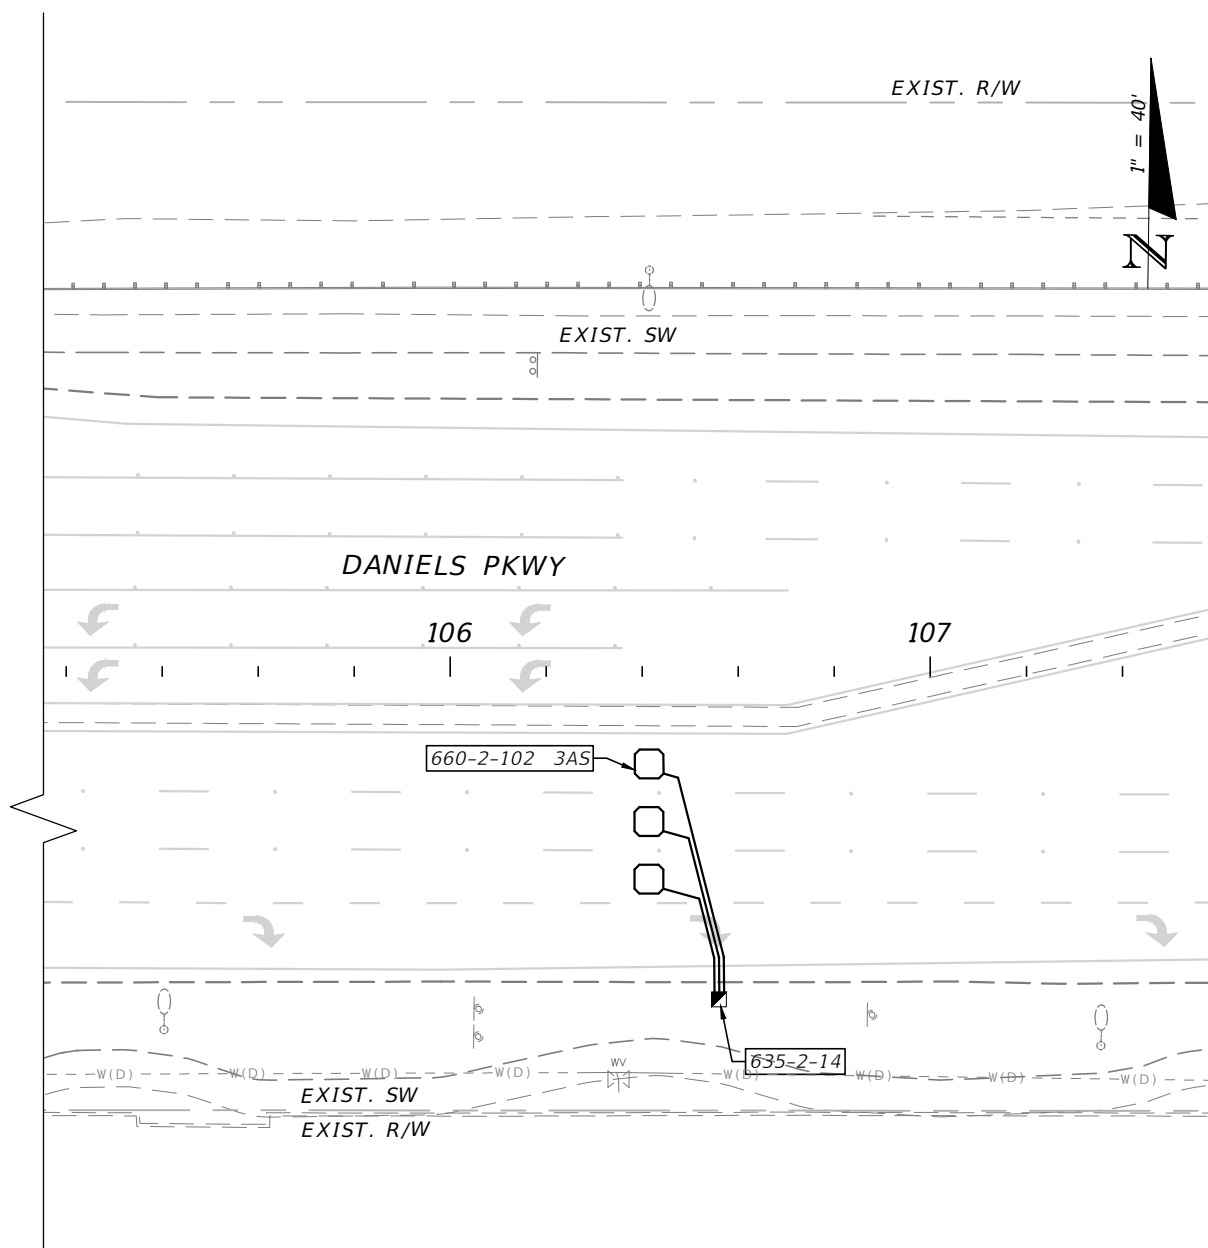 EXIST. R/W
1" = 40'
N
EXIST. SW
DANIELS PKWY
106
107
660-2-102 3AS
635-2-14
WV
W(D) W(D) W(D) W(D) W(D) W(D) W(D) W(D)
EXIST. SW
EXIST. R/W